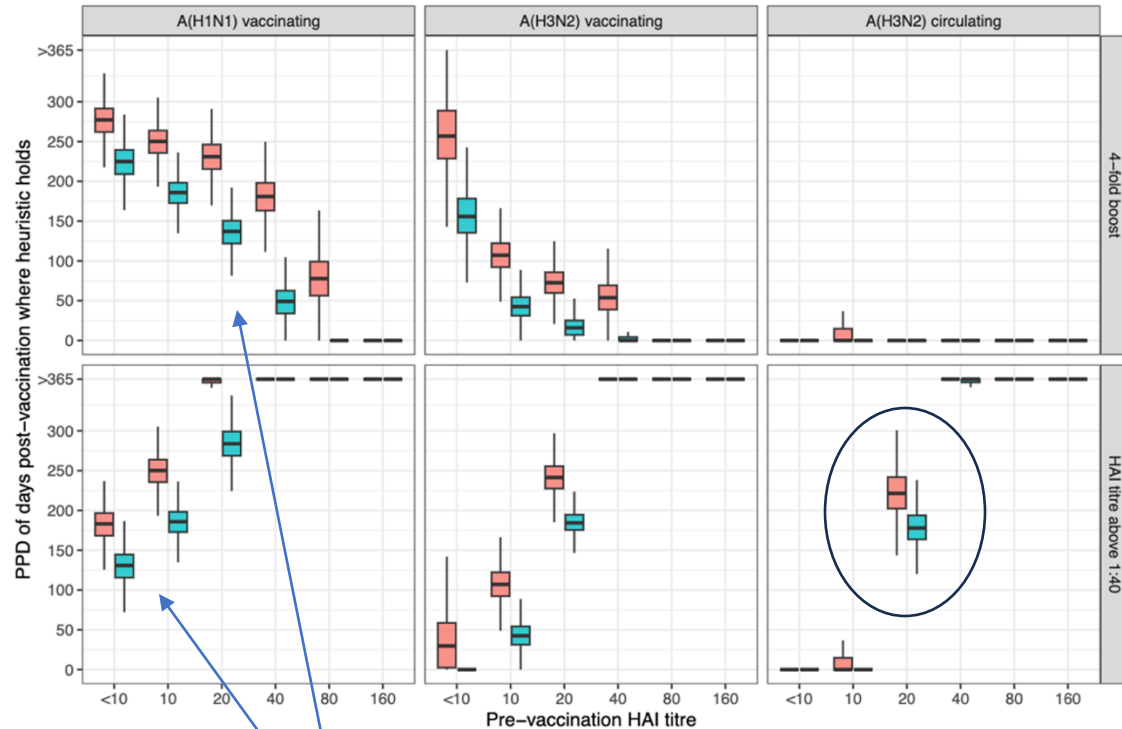 A(H1N1) vaccinating
A(H3N2) vaccinating
A(H3N2) circulating
PPD of days post−vaccination where heuristic holds
>365
300
250
200
150
100
50
0
4−fold boost
>365
300
250
200
150
100
50
0
HAI titre above 1:40
<10 10 20 40 80 160
<10 10 20 40 80 160
<10 10 20 40 80 160
Pre−vaccination HAI titre